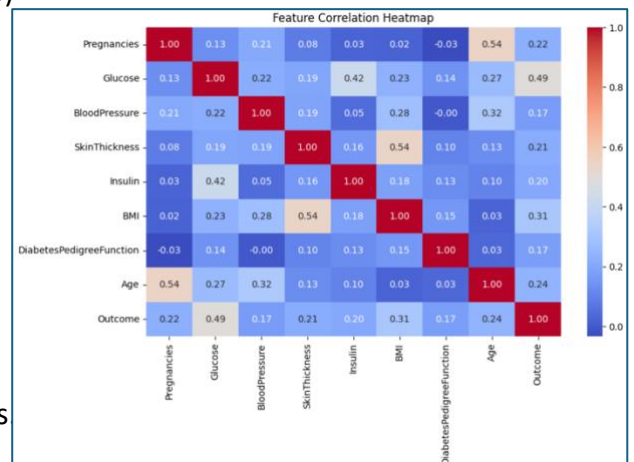 Feature Correlation Heatmap
Pregnancies 1.00 0.13 0.21 0.08 0.03 0.02 -0.03 0.54 0.22
Glucose 0.13 1.00 0.22 0.19 0.42 0.23 0.14 0.27 0.49
BloodPressure 0.21 0.22 1.00 0.19 0.05 0.28 -0.00 0.32 0.17
SkinThickness 0.08 0.19 0.19 1.00 0.16 0.54 0.10 0.13 0.21
Insulin 0.03 0.42 0.05 0.16 1.00 0.18 0.13 0.10 0.20
BMI 0.02 0.23 0.28 0.54 0.18 1.00 0.15 0.03 0.31
DiabetesPedigreeFunction -0.03 0.14 -0.00 0.10 0.13 0.15 1.00 0.03 0.17
Age 0.54 0.27 0.32 0.13 0.10 0.03 0.03 1.00 0.24
Outcome 0.22 0.49 0.17 0.21 0.20 0.31 0.17 0.24 1.00
Pregnancies
Glucose
BloodPressure
SkinThickness
Insulin
BMI
DiabetesPedigreeFunction
Age
Outcome
1.0
0.8
0.6
0.4
0.2
0.0
s